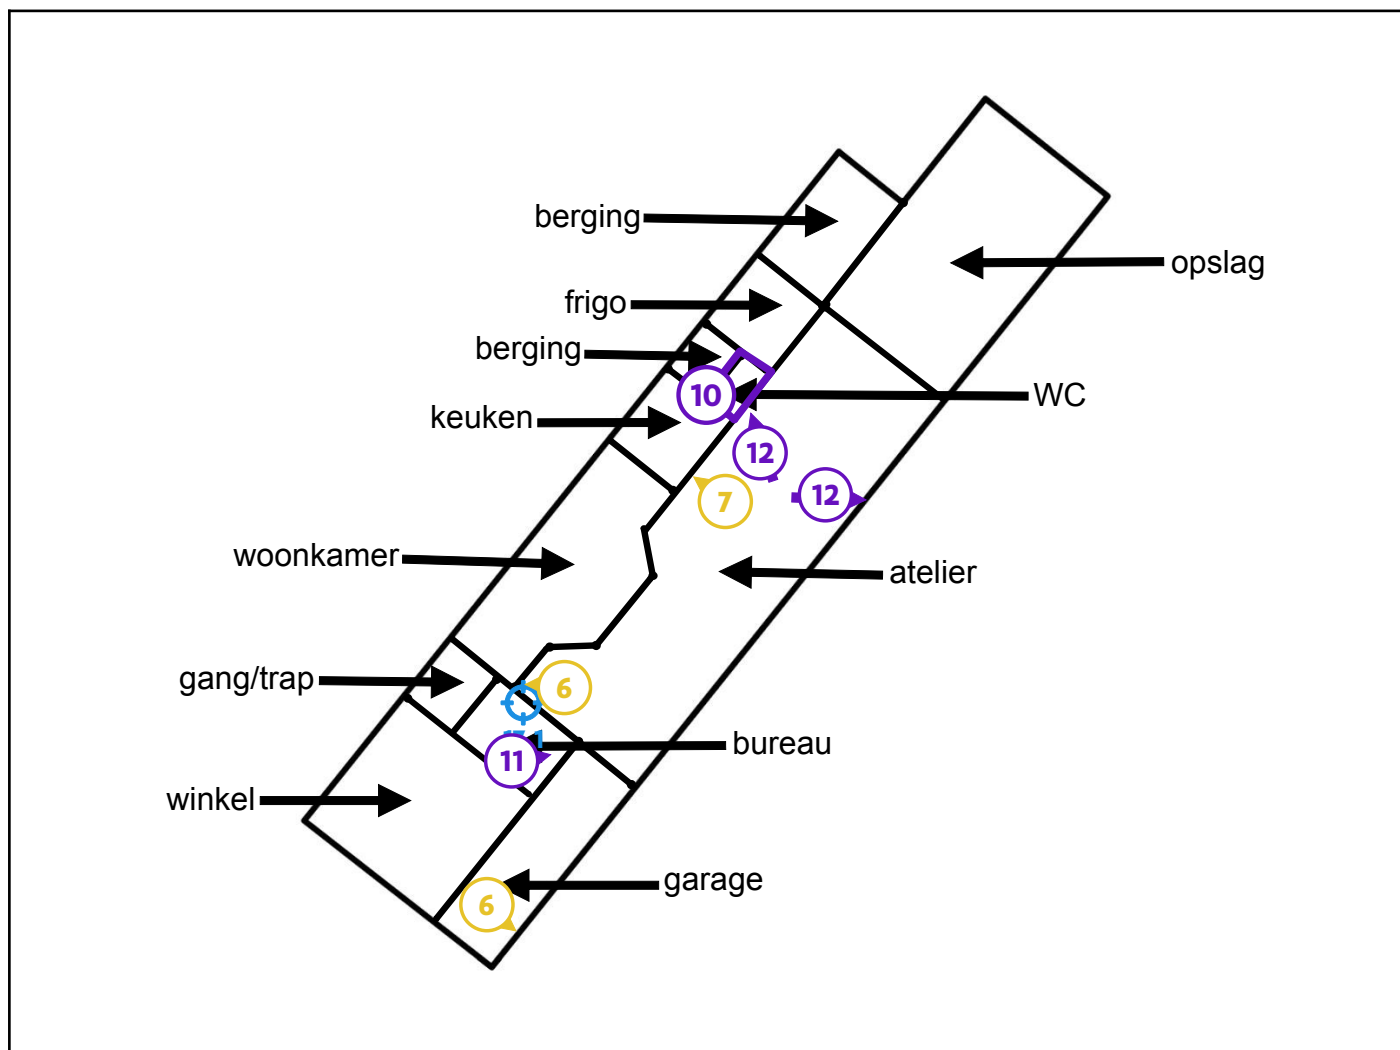 berging
opslag
frigo
berging
10
WC
keuken
12
7
12
woonkamer
atelier
gang/trap
6
bureau
11
winkel
garage
6